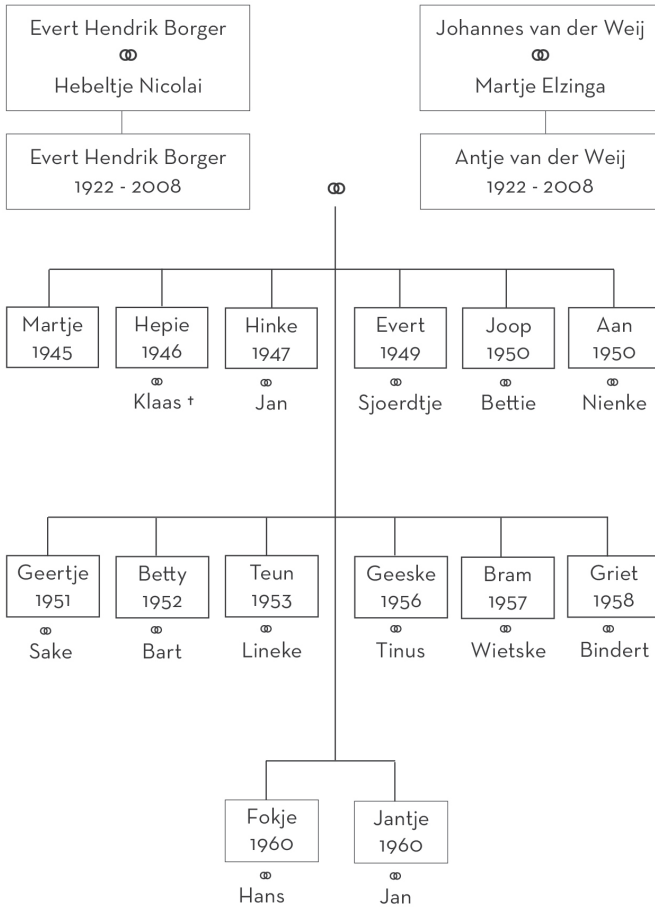 Evert Hendrik Borger
Hebeltje Nicolai
Johannes van der Weij
Martje Elzinga
Evert Hendrik Borger
1922 - 2008
Antje van der Weij
1922 - 2008
Martje
1945
Hepie
1946
Klaas †
Hinke
1947
Jan
Evert
1949
Sjoerdtje
Joop
1950
Bettie
Aan
1950
Nienke
Geertje
1951
Sake
Betty
1952
Bart
Teun
1953
Lineke
Geeske
1956
Tinus
Bram
1957
Wietske
Griet
1958
Bindert
Fokje
1960
Hans
Jantje
1960
Jan